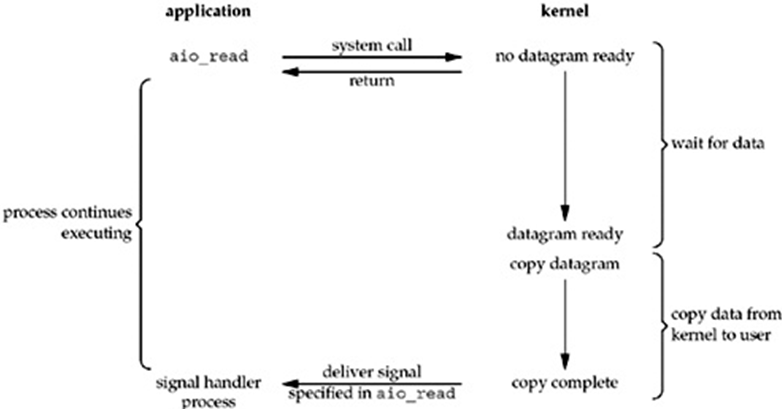 application
kernel
aio_read
system call
no datagram ready
return
wait for data
process continues
executing
datagram ready
copy datagram
copy data from
kernel to user
signal handler
process
deliver signal
specified in aio_read
copy complete